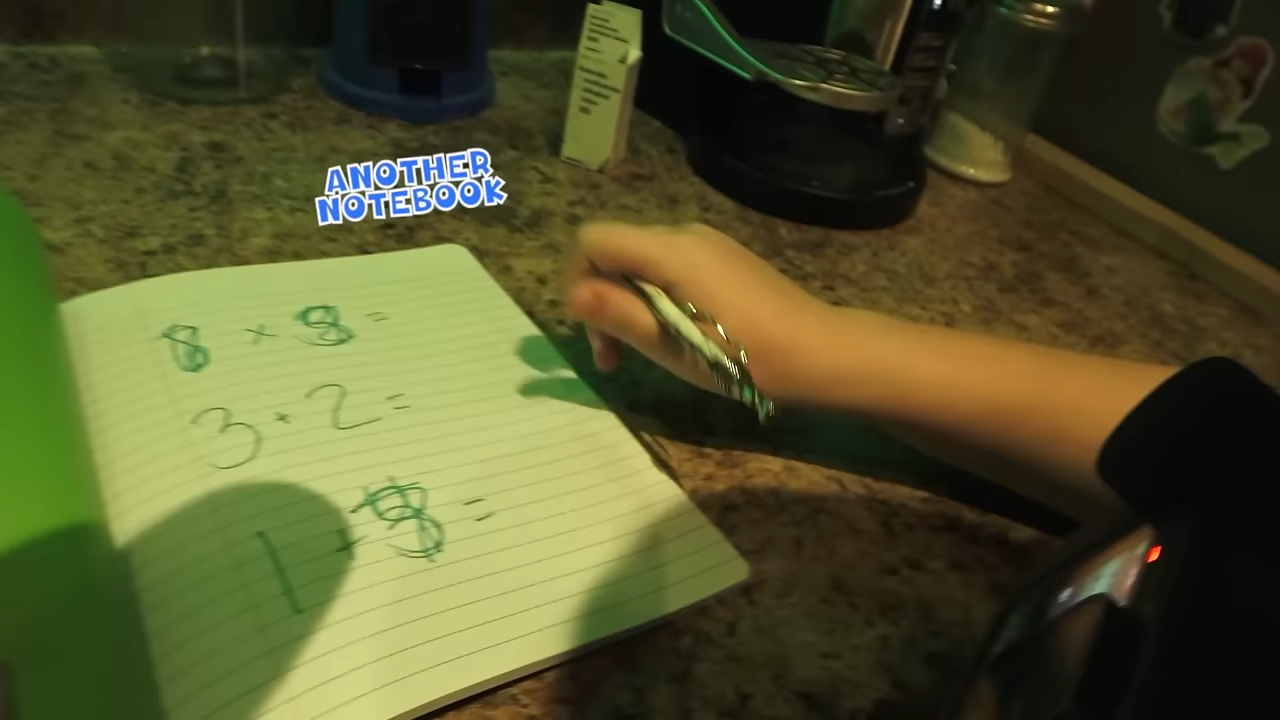 ANOTHER
NOTEBOOK
8 × 8 =
3 + 2 =
1 + 8 =